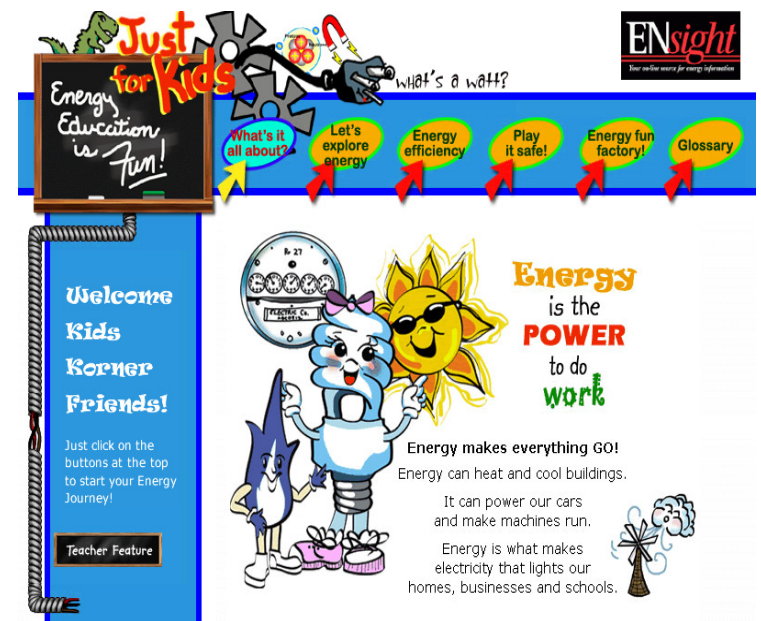 Just
for Kids
ENsight
Your on-line source for energy information
what's a watt?
Energy
Education
is
Fun!
What's it
all about?
Let's
explore
energy
Energy
efficiency
Play
it safe!
Energy fun
factory!
Glossary
R 27
ELECTRIC Co.
Energy
is the
POWER
to do
work
Welcome
Kids
Korner
Friends!
Just click on the
buttons at the top
to start your Energy
Journey!
Teacher Feature
Energy makes everything GO!
Energy can heat and cool buildings.
It can power our cars
and make machines run.
Energy is what makes
electricity that lights our
homes, businesses and schools.